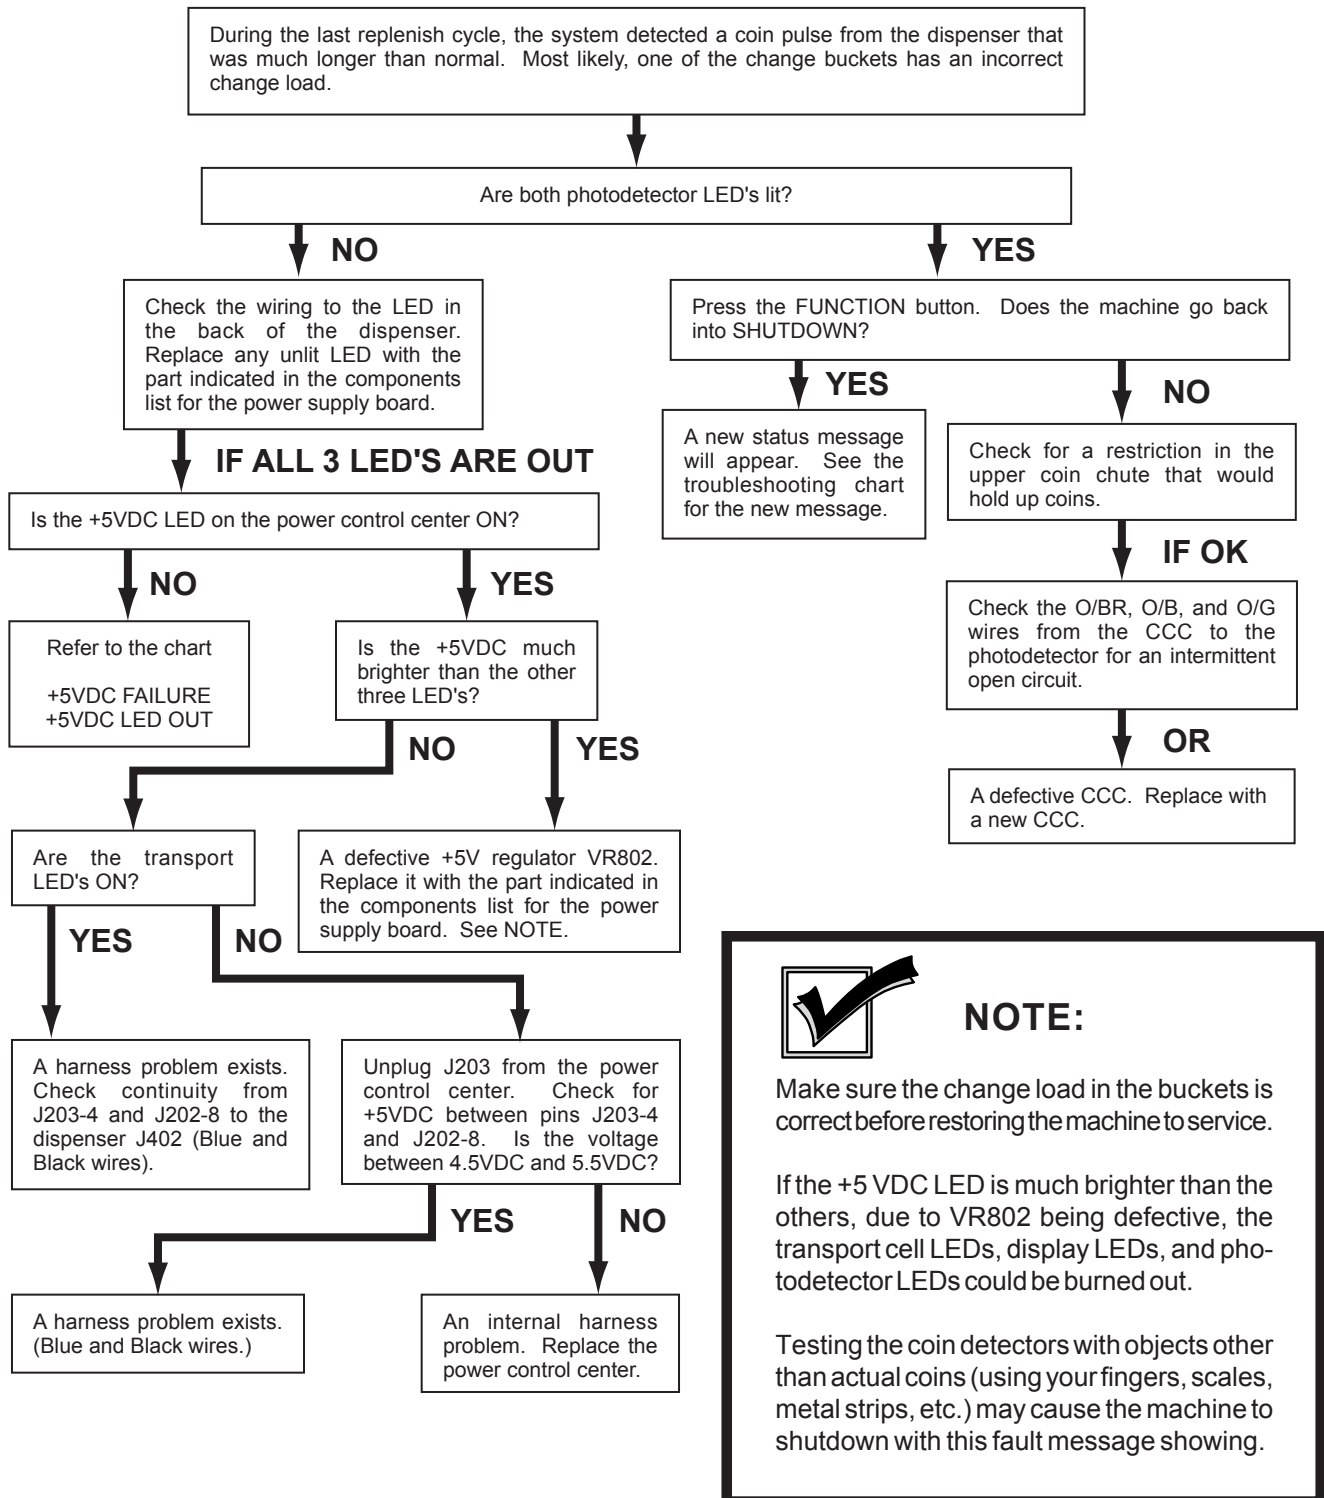 During the last replenish cycle, the system detected a coin pulse from the dispenser that
was much longer than normal. Most likely, one of the change buckets has an incorrect
change load.
Are both photodetector LED's lit?
NO
YES
Check the wiring to the LED in
the back of the dispenser.
Replace any unlit LED with the
part indicated in the components
list for the power supply board.
Press the FUNCTION button. Does the machine go back
into SHUTDOWN?
YES
NO
A new status message
will appear. See the
troubleshooting chart
for the new message.
Check for a restriction in the
upper coin chute that would
hold up coins.
IF ALL 3 LED'S ARE OUT
Is the +5VDC LED on the power control center ON?
IF OK
NO
YES
Check the O/BR, O/B, and O/G
wires from the CCC to the
photodetector for an intermittent
open circuit.
Refer to the chart
+5VDC FAILURE
+5VDC LED OUT
Is the +5VDC much
brighter than the other
three LED's?
OR
NO
YES
A defective CCC. Replace with
a new CCC.
Are the transport
LED's ON?
A defective +5V regulator VR802.
Replace it with the part indicated in
the components list for the power
supply board. See NOTE.
YES
NO
A harness problem exists.
Check continuity from
J203-4 and J202-8 to the
dispenser J402 (Blue and
Black wires).
Unplug J203 from the power
control center. Check for
+5VDC between pins J203-4
and J202-8. Is the voltage
between 4.5VDC and 5.5VDC?
YES
NO
A harness problem exists.
(Blue and Black wires.)
An internal harness
problem. Replace the
power control center.
NOTE:
Make sure the change load in the buckets is
correct before restoring the machine to service.
If the +5 VDC LED is much brighter than the
others, due to VR802 being defective, the
transport cell LEDs, display LEDs, and pho-
todetector LEDs could be burned out.
Testing the coin detectors with objects other
than actual coins (using your fingers, scales,
metal strips, etc.) may cause the machine to
shutdown with this fault message showing.